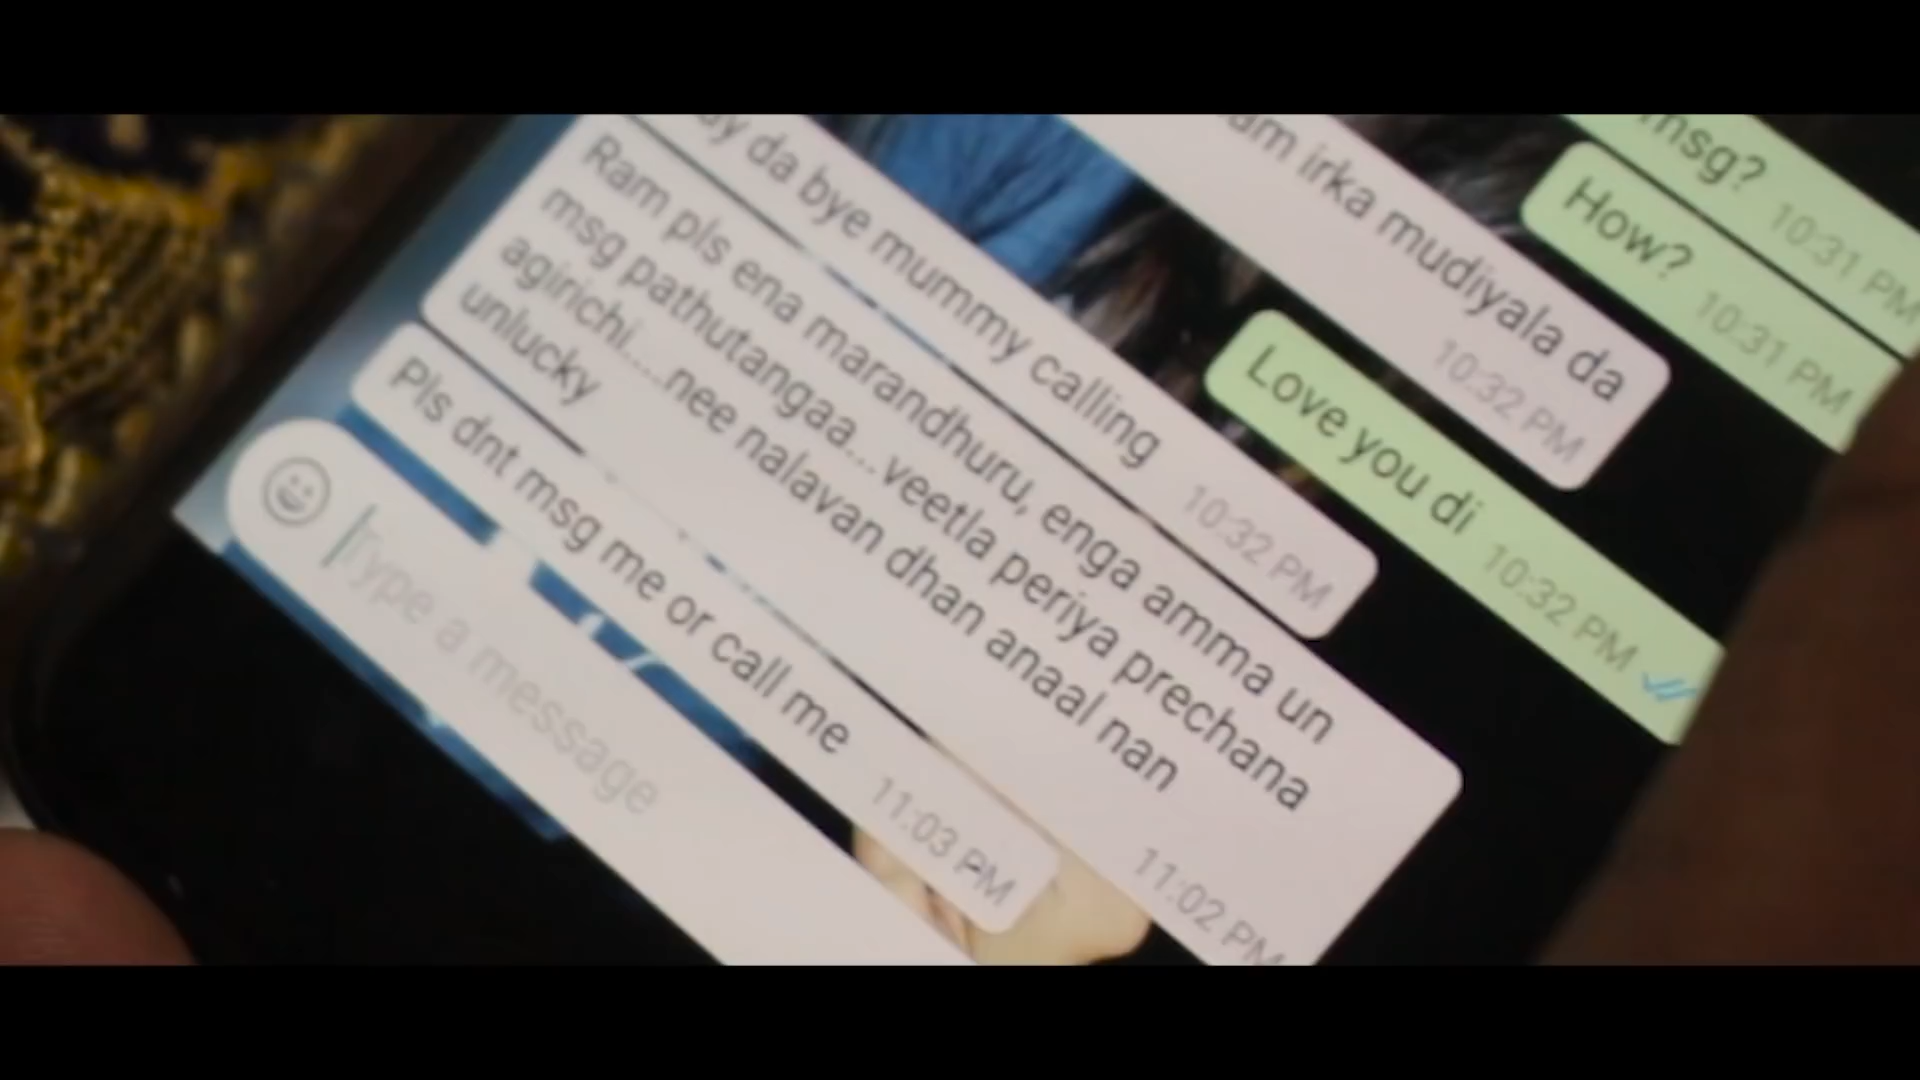 msg?
10:31 PM
How?
10:31 PM
irka mudiyala da
10:32 PM
Love you di
10:32 PM
da bye mummy calling
10:32 PM
Ram pls ena marandhuru, enga amma un
msg pathutangaa...veetla periya prechana
agirichi....nee nalavan dhan anaal nan
unlucky
11:02 PM
Pls dnt msg me or call me
11:03 PM
Type a message